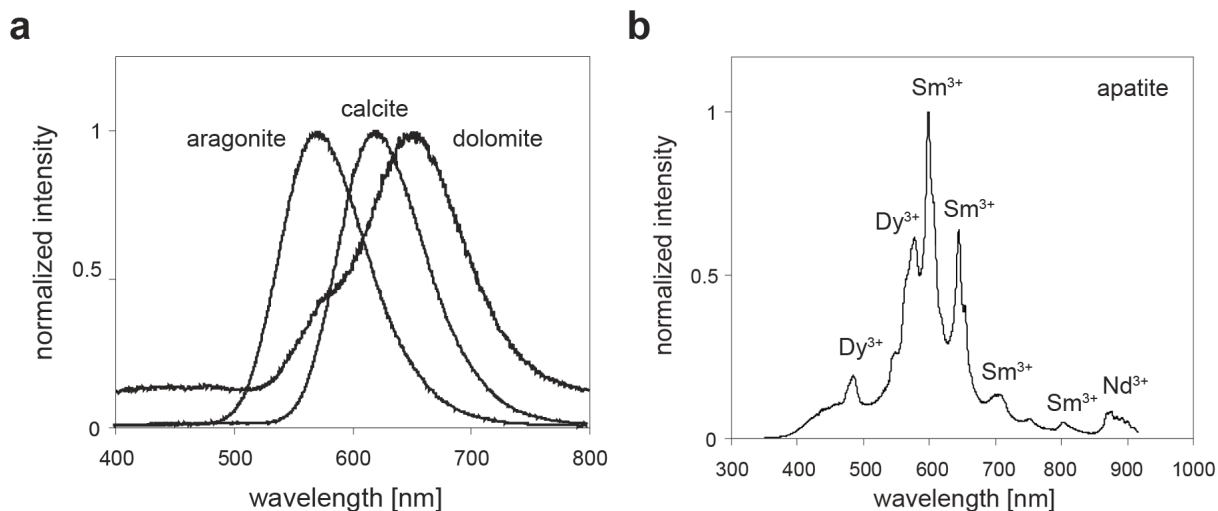 a
normalized intensity
1
0.5
0
aragonite
calcite
dolomite
400 500 600 700 800
wavelength [nm]
b
normalized intensity
1
0.5
0
apatite
Sm³⁺
Dy³⁺
Sm³⁺
Dy³⁺
Sm³⁺
Sm³⁺
Nd³⁺
300 400 500 600 700 800 900 1000
wavelength [nm]